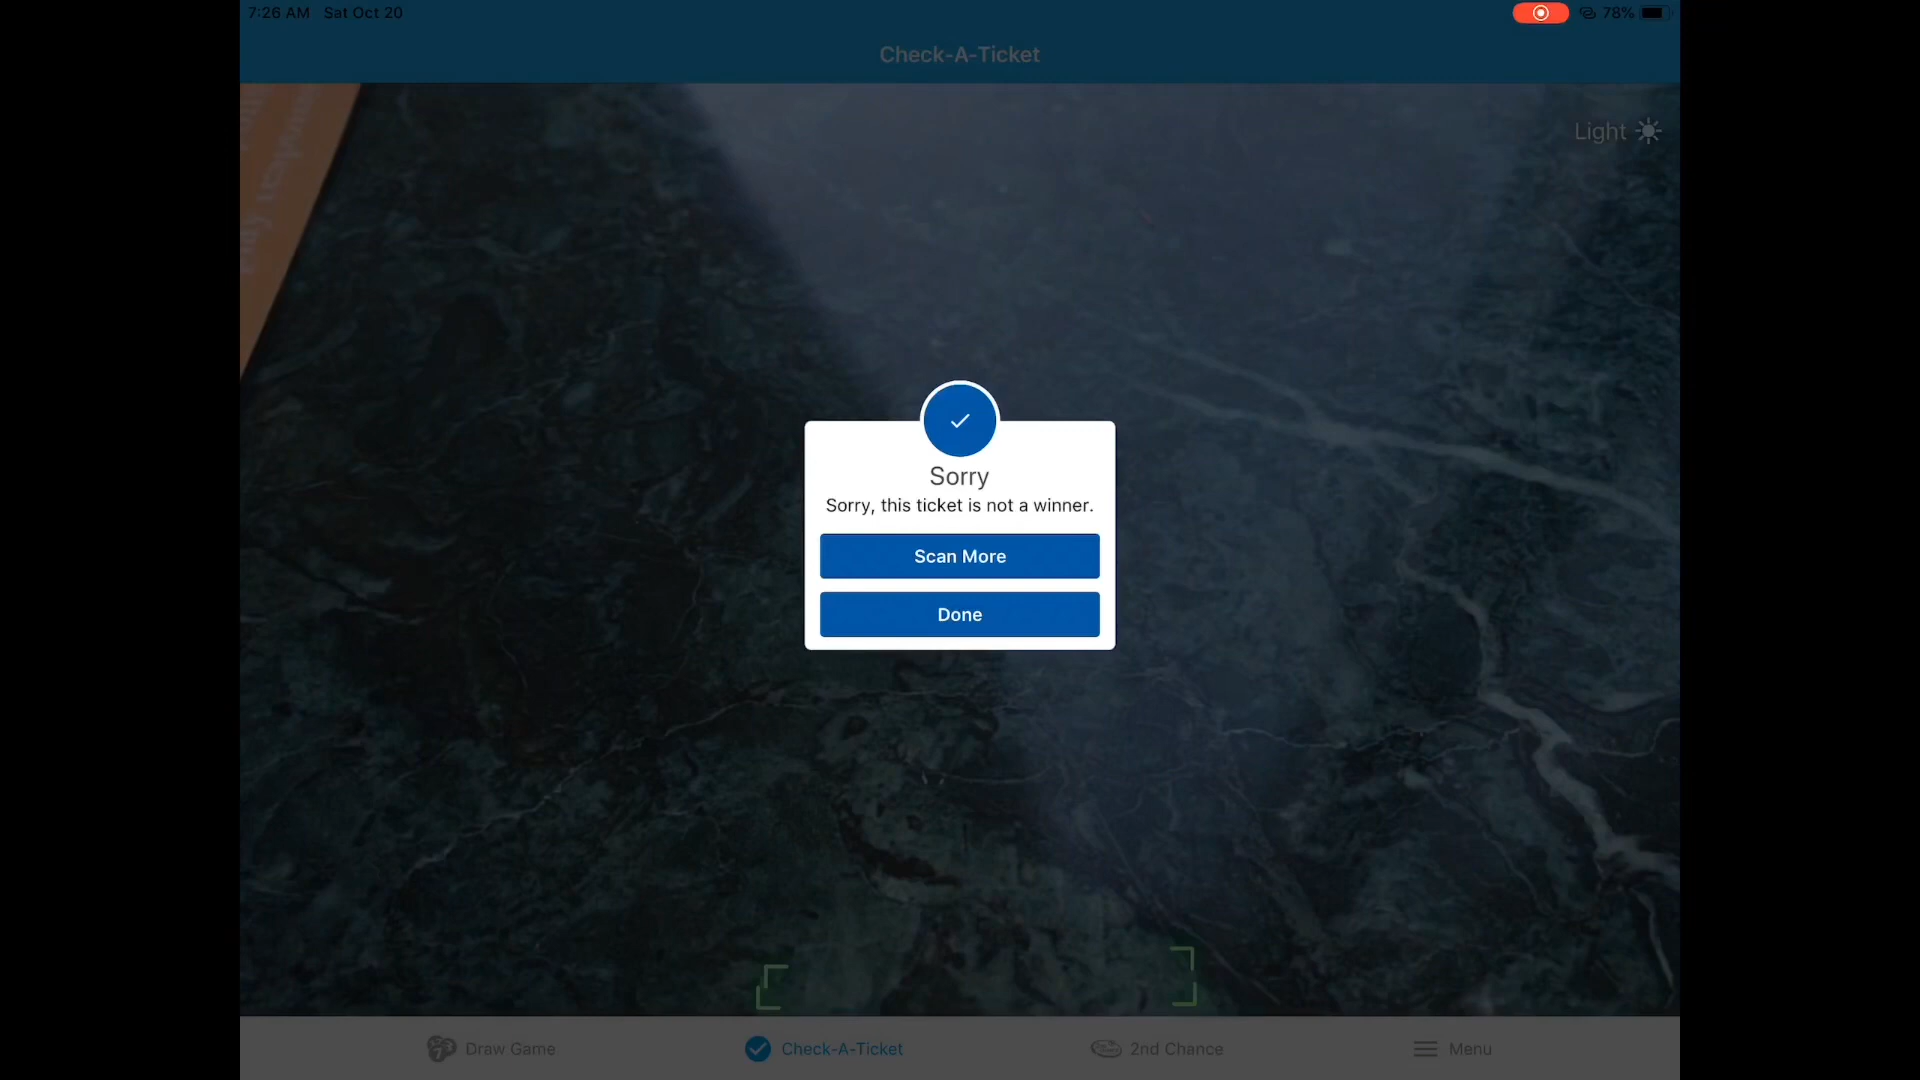 7:26 AM Sat Oct 20
78%
Check-A-Ticket
Light
Sorry
Sorry, this ticket is not a winner.
Scan More
Done
Draw Game
Check-A-Ticket
2nd Chance
Menu